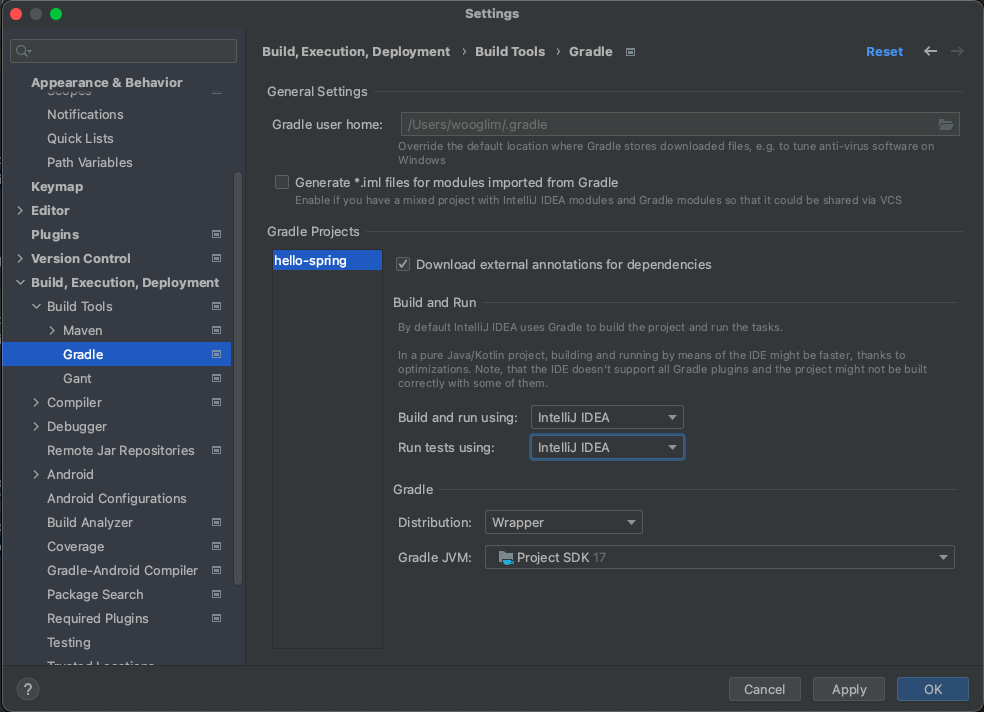 Settings
Appearance & Behavior
Scopes
Notifications
Quick Lists
Path Variables
Keymap
Editor
Plugins
Version Control
Build, Execution, Deployment
Build Tools
Maven
Gradle
Gant
Compiler
Debugger
Remote Jar Repositories
Android
Android Configurations
Build Analyzer
Coverage
Gradle-Android Compiler
Package Search
Required Plugins
Testing
Trusted Locations
Build, Execution, Deployment › Build Tools › Gradle
Reset
General Settings
Gradle user home: /Users/wooglim/.gradle
Override the default location where Gradle stores downloaded files, e.g. to tune anti-virus software on
Windows
Generate *.iml files for modules imported from Gradle
Enable if you have a mixed project with IntelliJ IDEA modules and Gradle modules so that it could be shared via VCS
Gradle Projects
hello-spring
Download external annotations for dependencies
Build and Run
By default IntelliJ IDEA uses Gradle to build the project and run the tasks.
In a pure Java/Kotlin project, building and running by means of the IDE might be faster, thanks to
optimizations. Note, that the IDE doesn't support all Gradle plugins and the project might not be built
correctly with some of them.
Build and run using: IntelliJ IDEA
Run tests using: IntelliJ IDEA
Gradle
Distribution: Wrapper
Gradle JVM: Project SDK 17
?
Cancel
Apply
OK